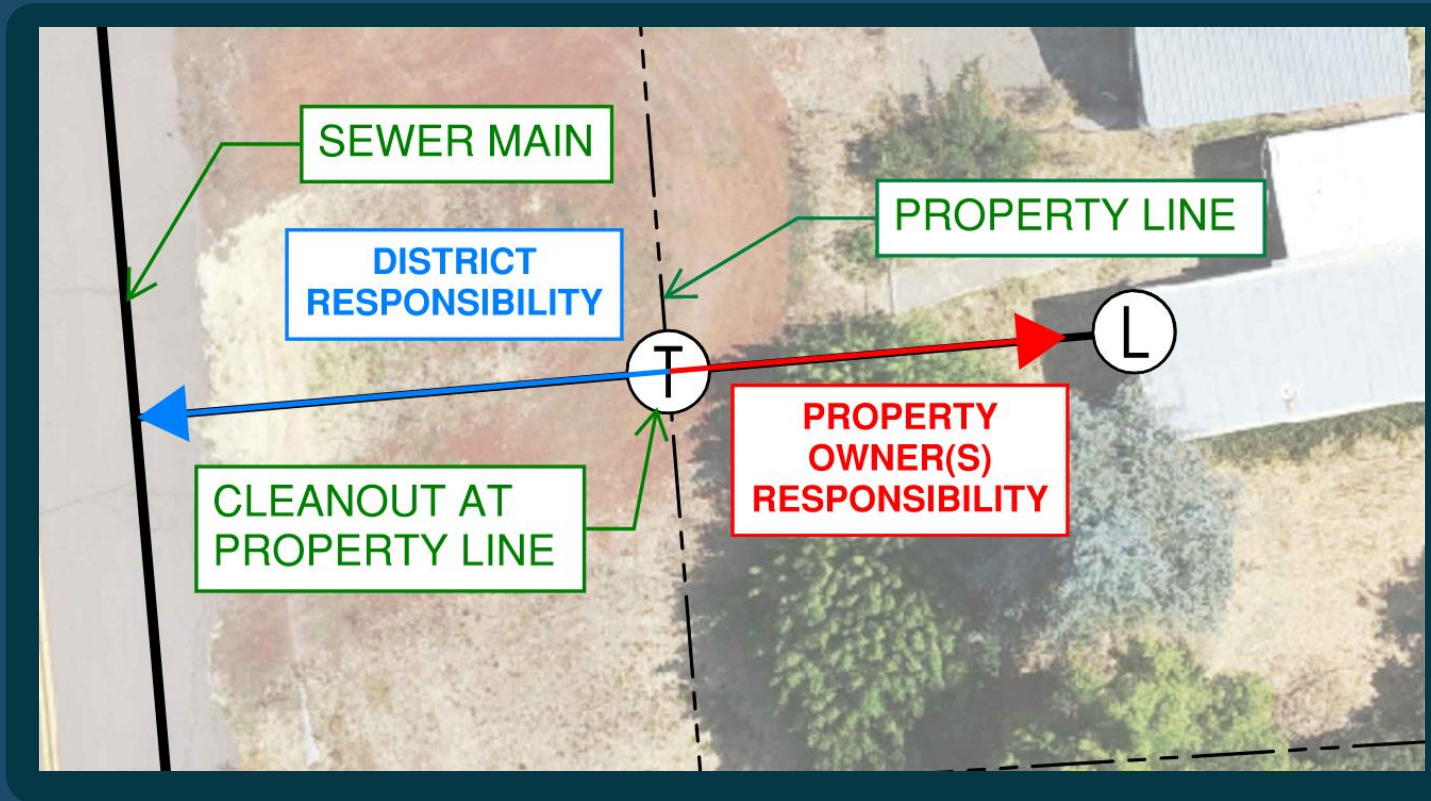 SEWER MAIN
PROPERTY LINE
DISTRICT
RESPONSIBILITY
T
L
PROPERTY
OWNER(S)
RESPONSIBILITY
CLEANOUT AT
PROPERTY LINE